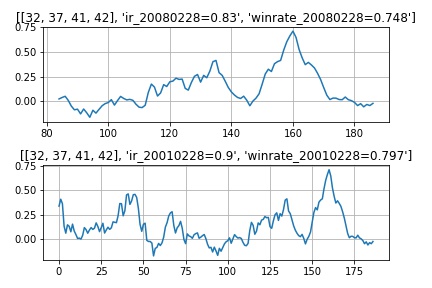 [[32, 37, 41, 42], 'ir_20080228=0.83', 'winrate_20080228=0.748']
0.75
0.50
0.25
0.00
80 100 120 140 160 180
[[32, 37, 41, 42], 'ir_20010228=0.9', 'winrate_20010228=0.797']
0.75
0.50
0.25
0.00
0 25 50 75 100 125 150 175